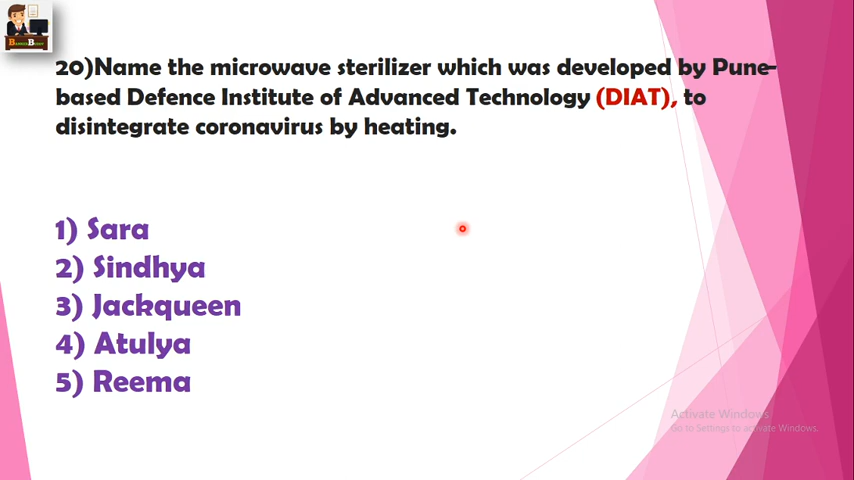 20)Name the microwave sterilizer which was developed by Pune-
based Defence Institute of Advanced Technology (DIAT), to
disintegrate coronavirus by heating.
1) Sara
2) Sindhya
3) Jackqueen
4) Atulya
5) Reema
Activate Windows
Go to Settings to activate Windows.